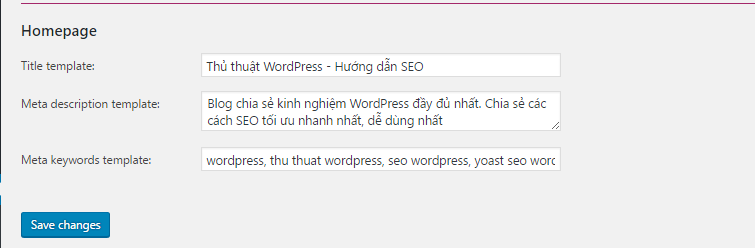 Homepage
Title template: Thủ thuật WordPress - Hướng dẫn SEO
Meta description template: Blog chia sẻ kinh nghiệm WordPress đầy đủ nhất. Chia sẻ các
cách SEO tối ưu nhanh nhất, dễ dùng nhất
Meta keywords template: wordpress, thu thuat wordpress, seo wordpress, yoast seo word
Save changes